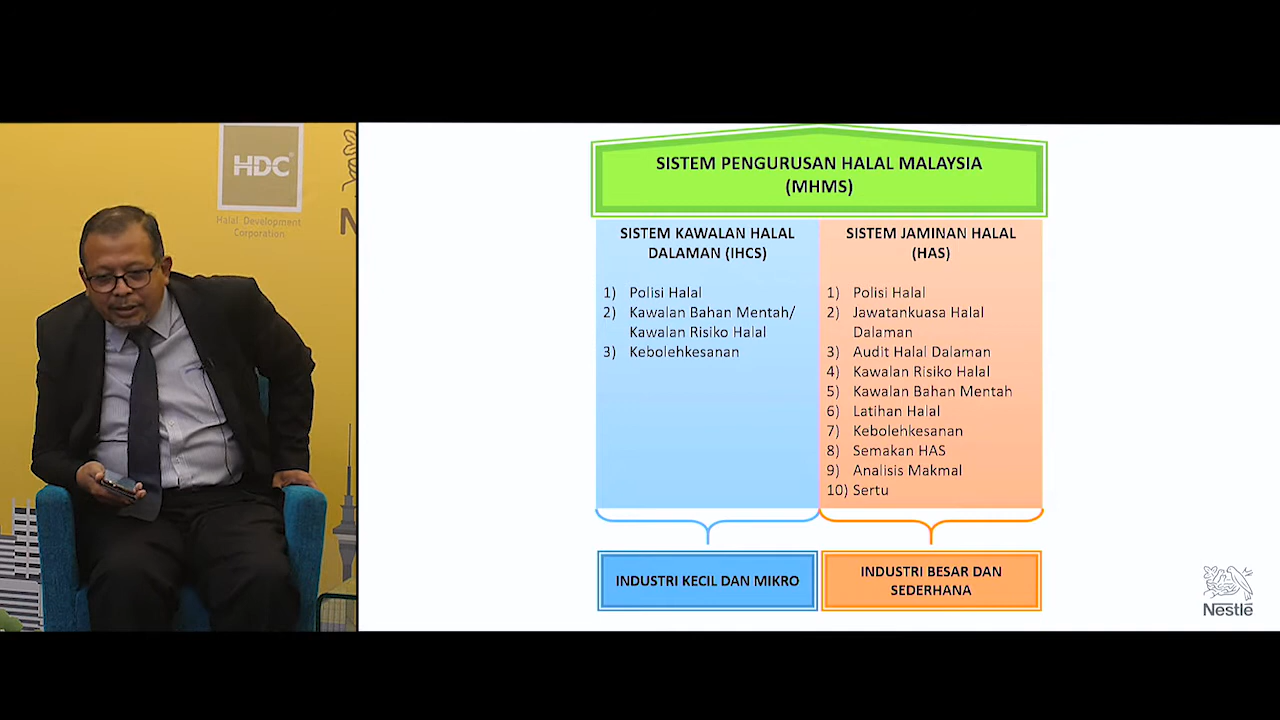 HDC
Halal Development
Corporation
SISTEM PENGURUSAN HALAL MALAYSIA
(MHMS)
SISTEM KAWALAN HALAL
DALAMAN (IHCS)
1) Polisi Halal
2) Kawalan Bahan Mentah/
Kawalan Risiko Halal
3) Kebolehkesanan
INDUSTRI KECIL DAN MIKRO
SISTEM JAMINAN HALAL
(HAS)
1) Polisi Halal
2) Jawatankuasa Halal
Dalaman
3) Audit Halal Dalaman
4) Kawalan Risiko Halal
5) Kawalan Bahan Mentah
6) Latihan Halal
7) Kebolehkesanan
8) Semakan HAS
9) Analisis Makmal
10) Sertu
INDUSTRI BESAR DAN
SEDERHANA
Nestlé